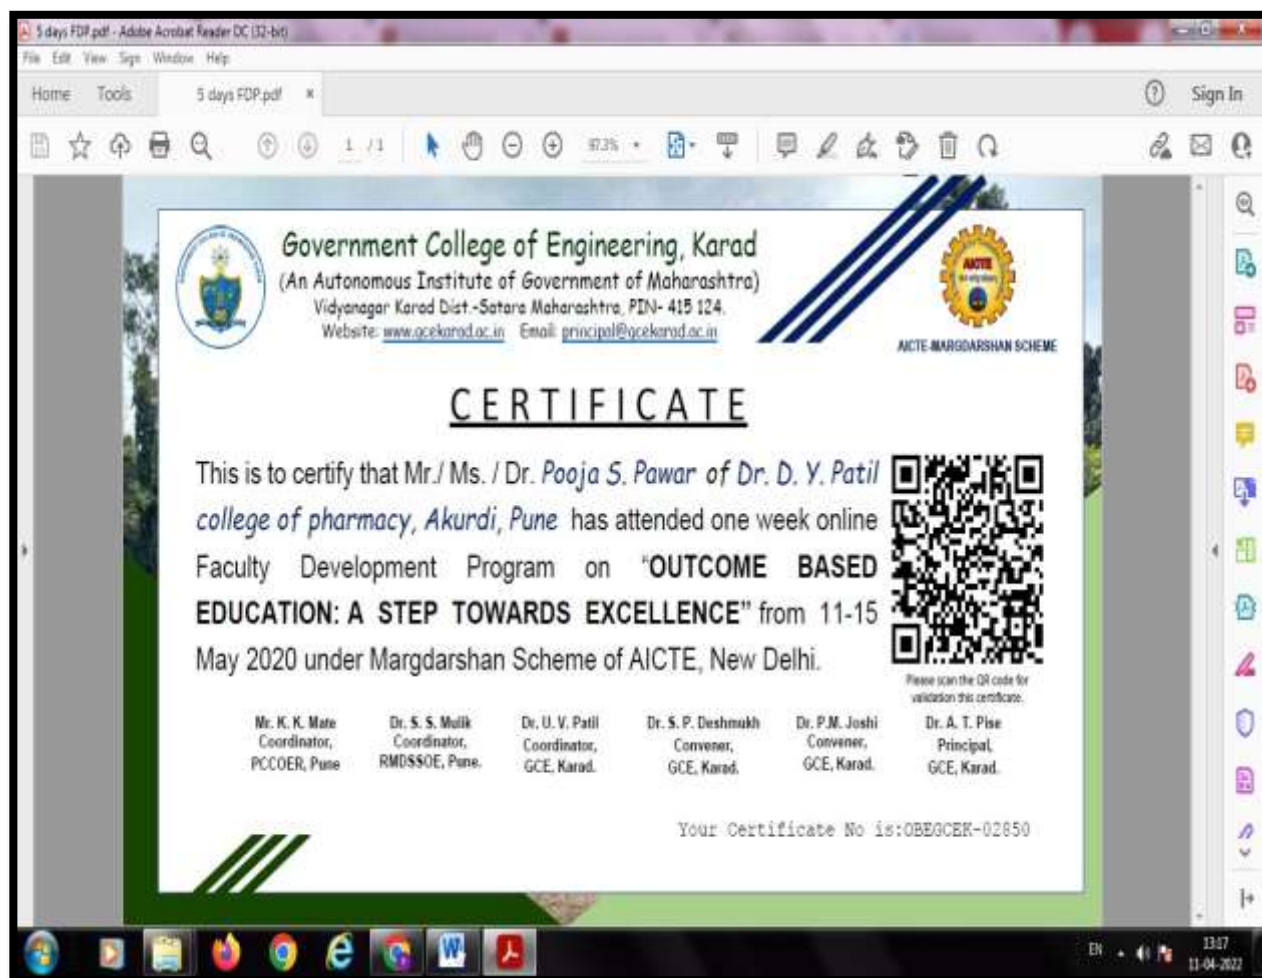 5 days FDP.pdf - Adobe Acrobat Reader DC (32-bit)
File Edit View Sign Window Help
Home Tools 5 days FDP.pdf × Sign In
1 / 1 97.3%
Government College of Engineering, Karad
(An Autonomous Institute of Government of Maharashtra)
Vidyanagar Karad Dist.-Satara Maharashtra, PIN- 415 124.
Website: www.gcekarad.ac.in Email: principal@gcekarad.ac.in
AICTE
AICTE-MARGDARSHAN SCHEME
CERTIFICATE
This is to certify that Mr./ Ms. / Dr. Pooja S. Pawar of Dr. D. Y. Patil
college of pharmacy, Akurdi, Pune has attended one week online
Faculty Development Program on "OUTCOME BASED
EDUCATION: A STEP TOWARDS EXCELLENCE" from 11-15
May 2020 under Margdarshan Scheme of AICTE, New Delhi.
Please scan the QR code for
validation this certificate.
Mr. K. K. Mate Dr. S. S. Mulik Dr. U. V. Patil Dr. S. P. Deshmukh Dr. P.M. Joshi Dr. A. T. Pise
Coordinator, Coordinator, Coordinator, Convener, Convener, Principal,
PCCOER, Pune RMDSSOE, Pune. GCE, Karad. GCE, Karad. GCE, Karad. GCE, Karad.
Your Certificate No is:OBEGCEK-02850
EN 13:17
11-04-2022